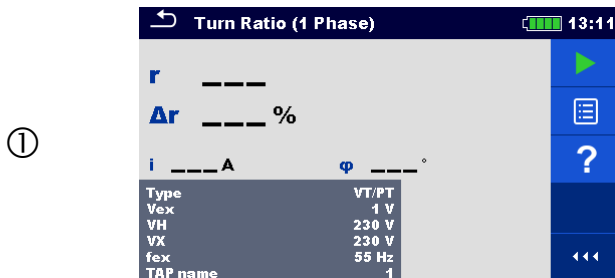 Turn Ratio (1 Phase) 13:11
r ___
Δr ___ %
①
?
i ___ A φ ___ °
Type VT/PT
Vex 1 V
VH 230 V
VX 230 V
fex 55 Hz
TAP name 1